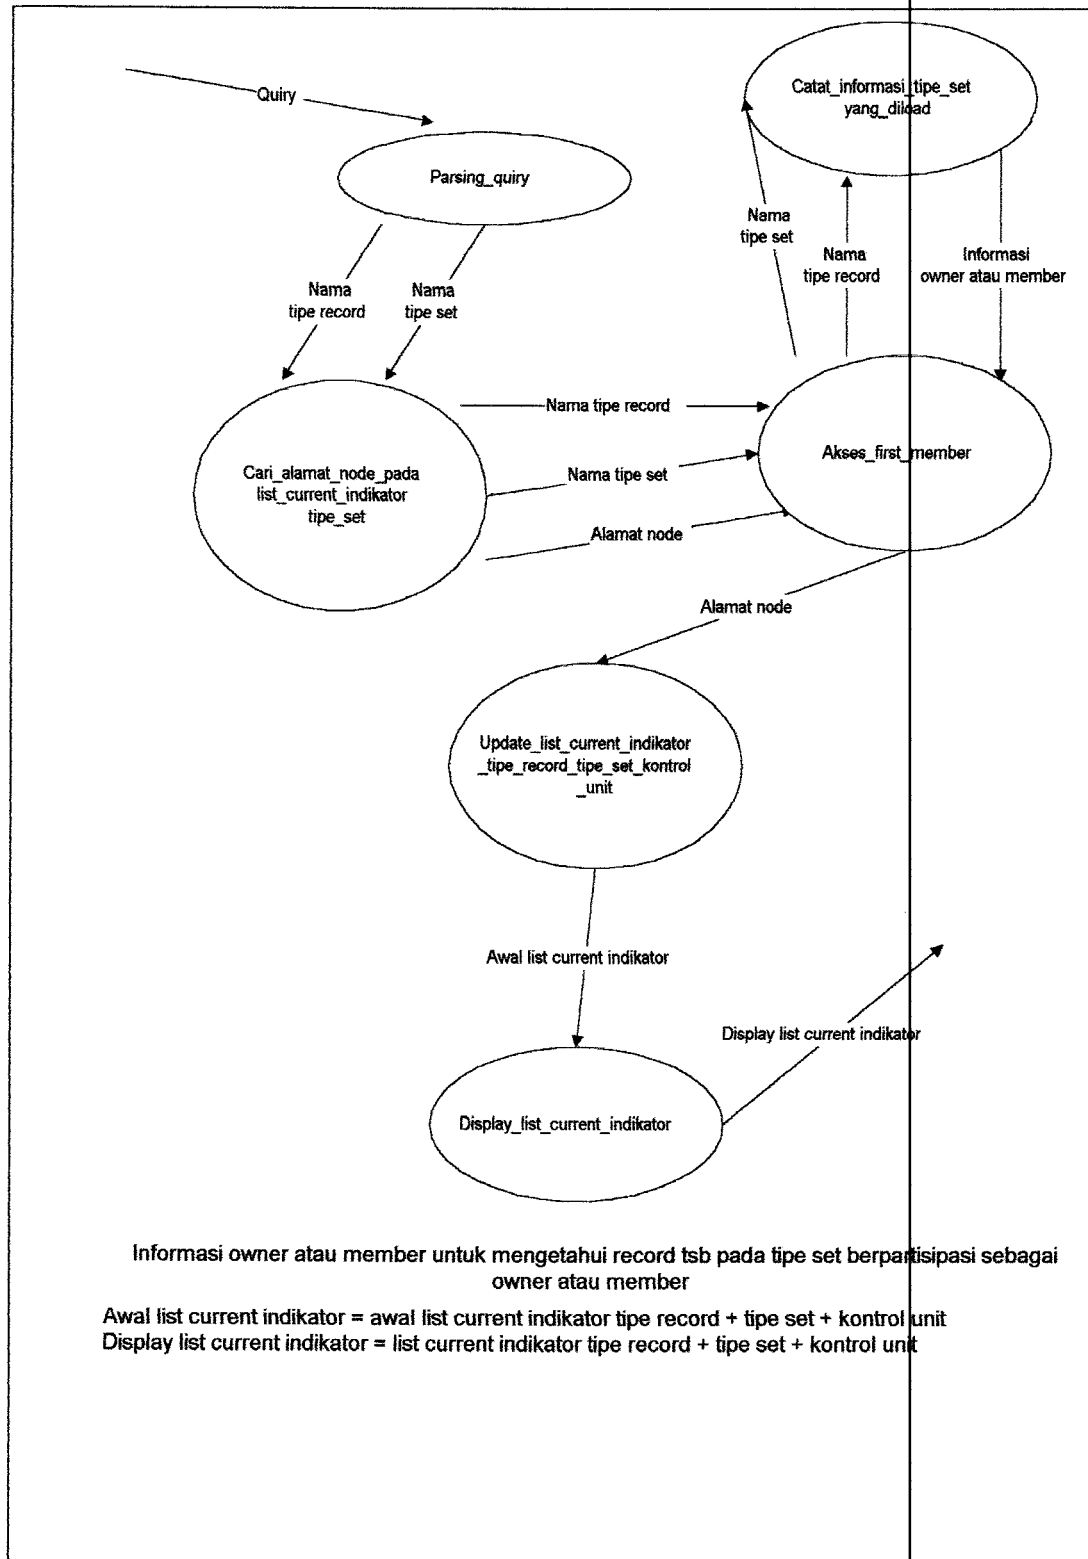 Quiry
Catat_informasi_tipe_set
yang_diload
Parsing_quiry
Nama
tipe set
Nama
tipe record
Informasi
owner atau member
Nama
tipe record
Nama
tipe set
Nama tipe record
Cari_alamat_node_pada
list_current_indikator
tipe_set
Nama tipe set
Akses_first_member
Alamat node
Alamat node
Update_list_current_indikator
_tipe_record_tipe_set_kontrol
_unit
Awal list current indikator
Display list current indikator
Display_list_current_indikator
Informasi owner atau member untuk mengetahui record tsb pada tipe set berpartisipasi sebagai
owner atau member
Awal list current indikator = awal list current indikator tipe record + tipe set + kontrol unit
Display list current indikator = list current indikator tipe record + tipe set + kontrol unit